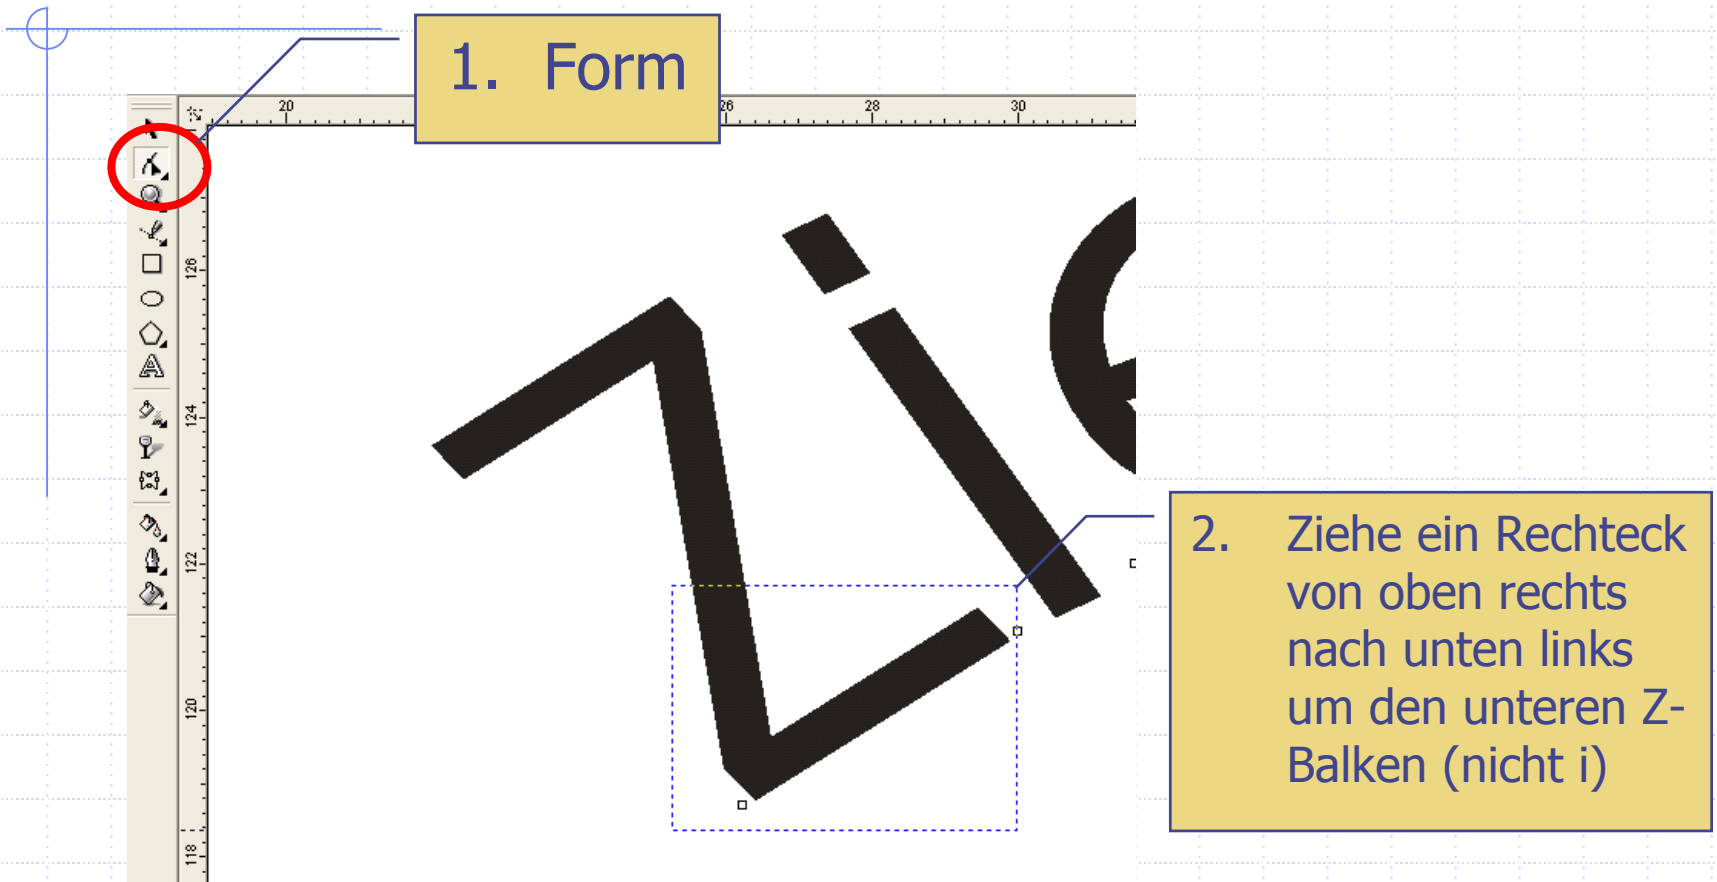 1. Form
20 26 28 30
126
124
122
120
118
zi
2. Ziehe ein Rechteck
von oben rechts
nach unten links
um den unteren Z-
Balken (nicht i)